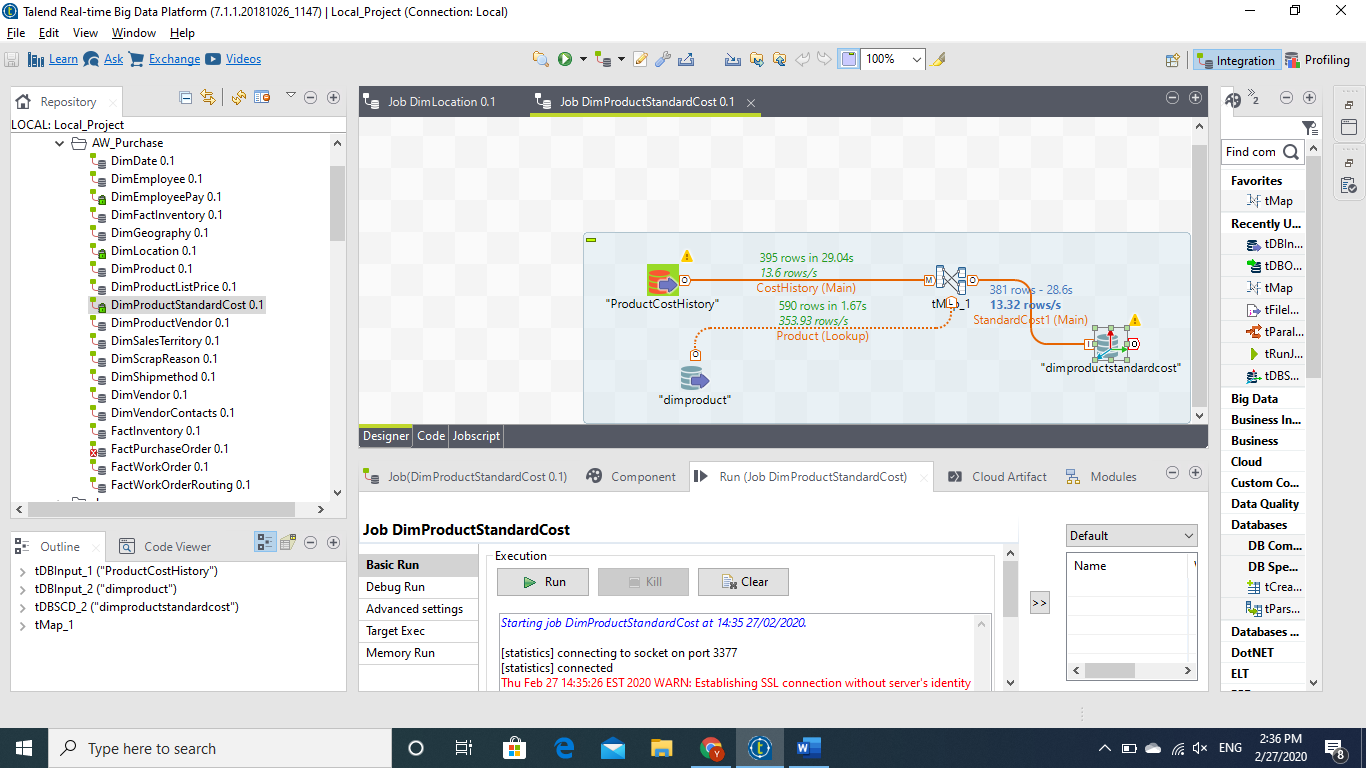 Talend Real-time Big Data Platform (7.1.1.20181026_1147) | Local_Project (Connection: Local)
File Edit View Window Help
Learn Ask Exchange Videos 100% Integration Profiling
Repository
LOCAL: Local_Project
AW_Purchase
DimDate 0.1
DimEmployee 0.1
DimEmployeePay 0.1
DimFactInventory 0.1
DimGeography 0.1
DimLocation 0.1
DimProduct 0.1
DimProductListPrice 0.1
DimProductStandardCost 0.1
DimProductVendor 0.1
DimSalesTerritory 0.1
DimScrapReason 0.1
DimShipmethod 0.1
DimVendor 0.1
DimVendorContacts 0.1
FactInventory 0.1
FactPurchaseOrder 0.1
FactWorkOrder 0.1
FactWorkOrderRouting 0.1
Outline Code Viewer
tDBInput_1 ("ProductCostHistory")
tDBInput_2 ("dimproduct")
tDBSCD_2 ("dimproductstandardcost")
tMap_1
Job DimLocation 0.1 Job DimProductStandardCost 0.1
395 rows in 29.04s
13.6 rows/s
CostHistory (Main)
"ProductCostHistory"
O
M
O
tMap_1
590 rows in 1.67s
353.93 rows/s
Product (Lookup)
381 rows - 28.6s
13.32 rows/s
StandardCost1 (Main)
O
"dimproduct"
I
O
"dimproductstandardcost"
Designer Code Jobscript
Job(DimProductStandardCost 0.1) Component Run (Job DimProductStandardCost) Cloud Artifact Modules
Job DimProductStandardCost
Basic Run
Debug Run
Advanced settings
Target Exec
Memory Run
Execution
Run Kill Clear
Starting job DimProductStandardCost at 14:35 27/02/2020.
[statistics] connecting to socket on port 3377
[statistics] connected
Thu Feb 27 14:35:26 EST 2020 WARN: Establishing SSL connection without server's identity
>>
Default
Name
2
Find com
Favorites
tMap
Recently U...
tDBIn...
tDBO...
tMap
tFileI...
tParal...
tRunJ...
tDBS...
Big Data
Business In...
Business
Cloud
Custom Co...
Data Quality
Databases
DB Com...
DB Spe...
tCrea...
tPars...
Databases ...
DotNET
ELT
Type here to search
ENG
2:36 PM
2/27/2020
8